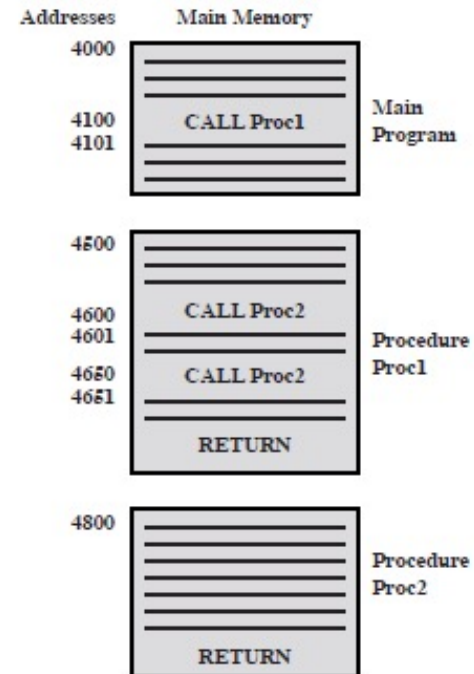 Addresses Main Memory
4000
4100 CALL Proc1
4101
Main
Program
4500
4600 CALL Proc2
4601
4650 CALL Proc2
4651
RETURN
Procedure
Proc1
4800
RETURN
Procedure
Proc2